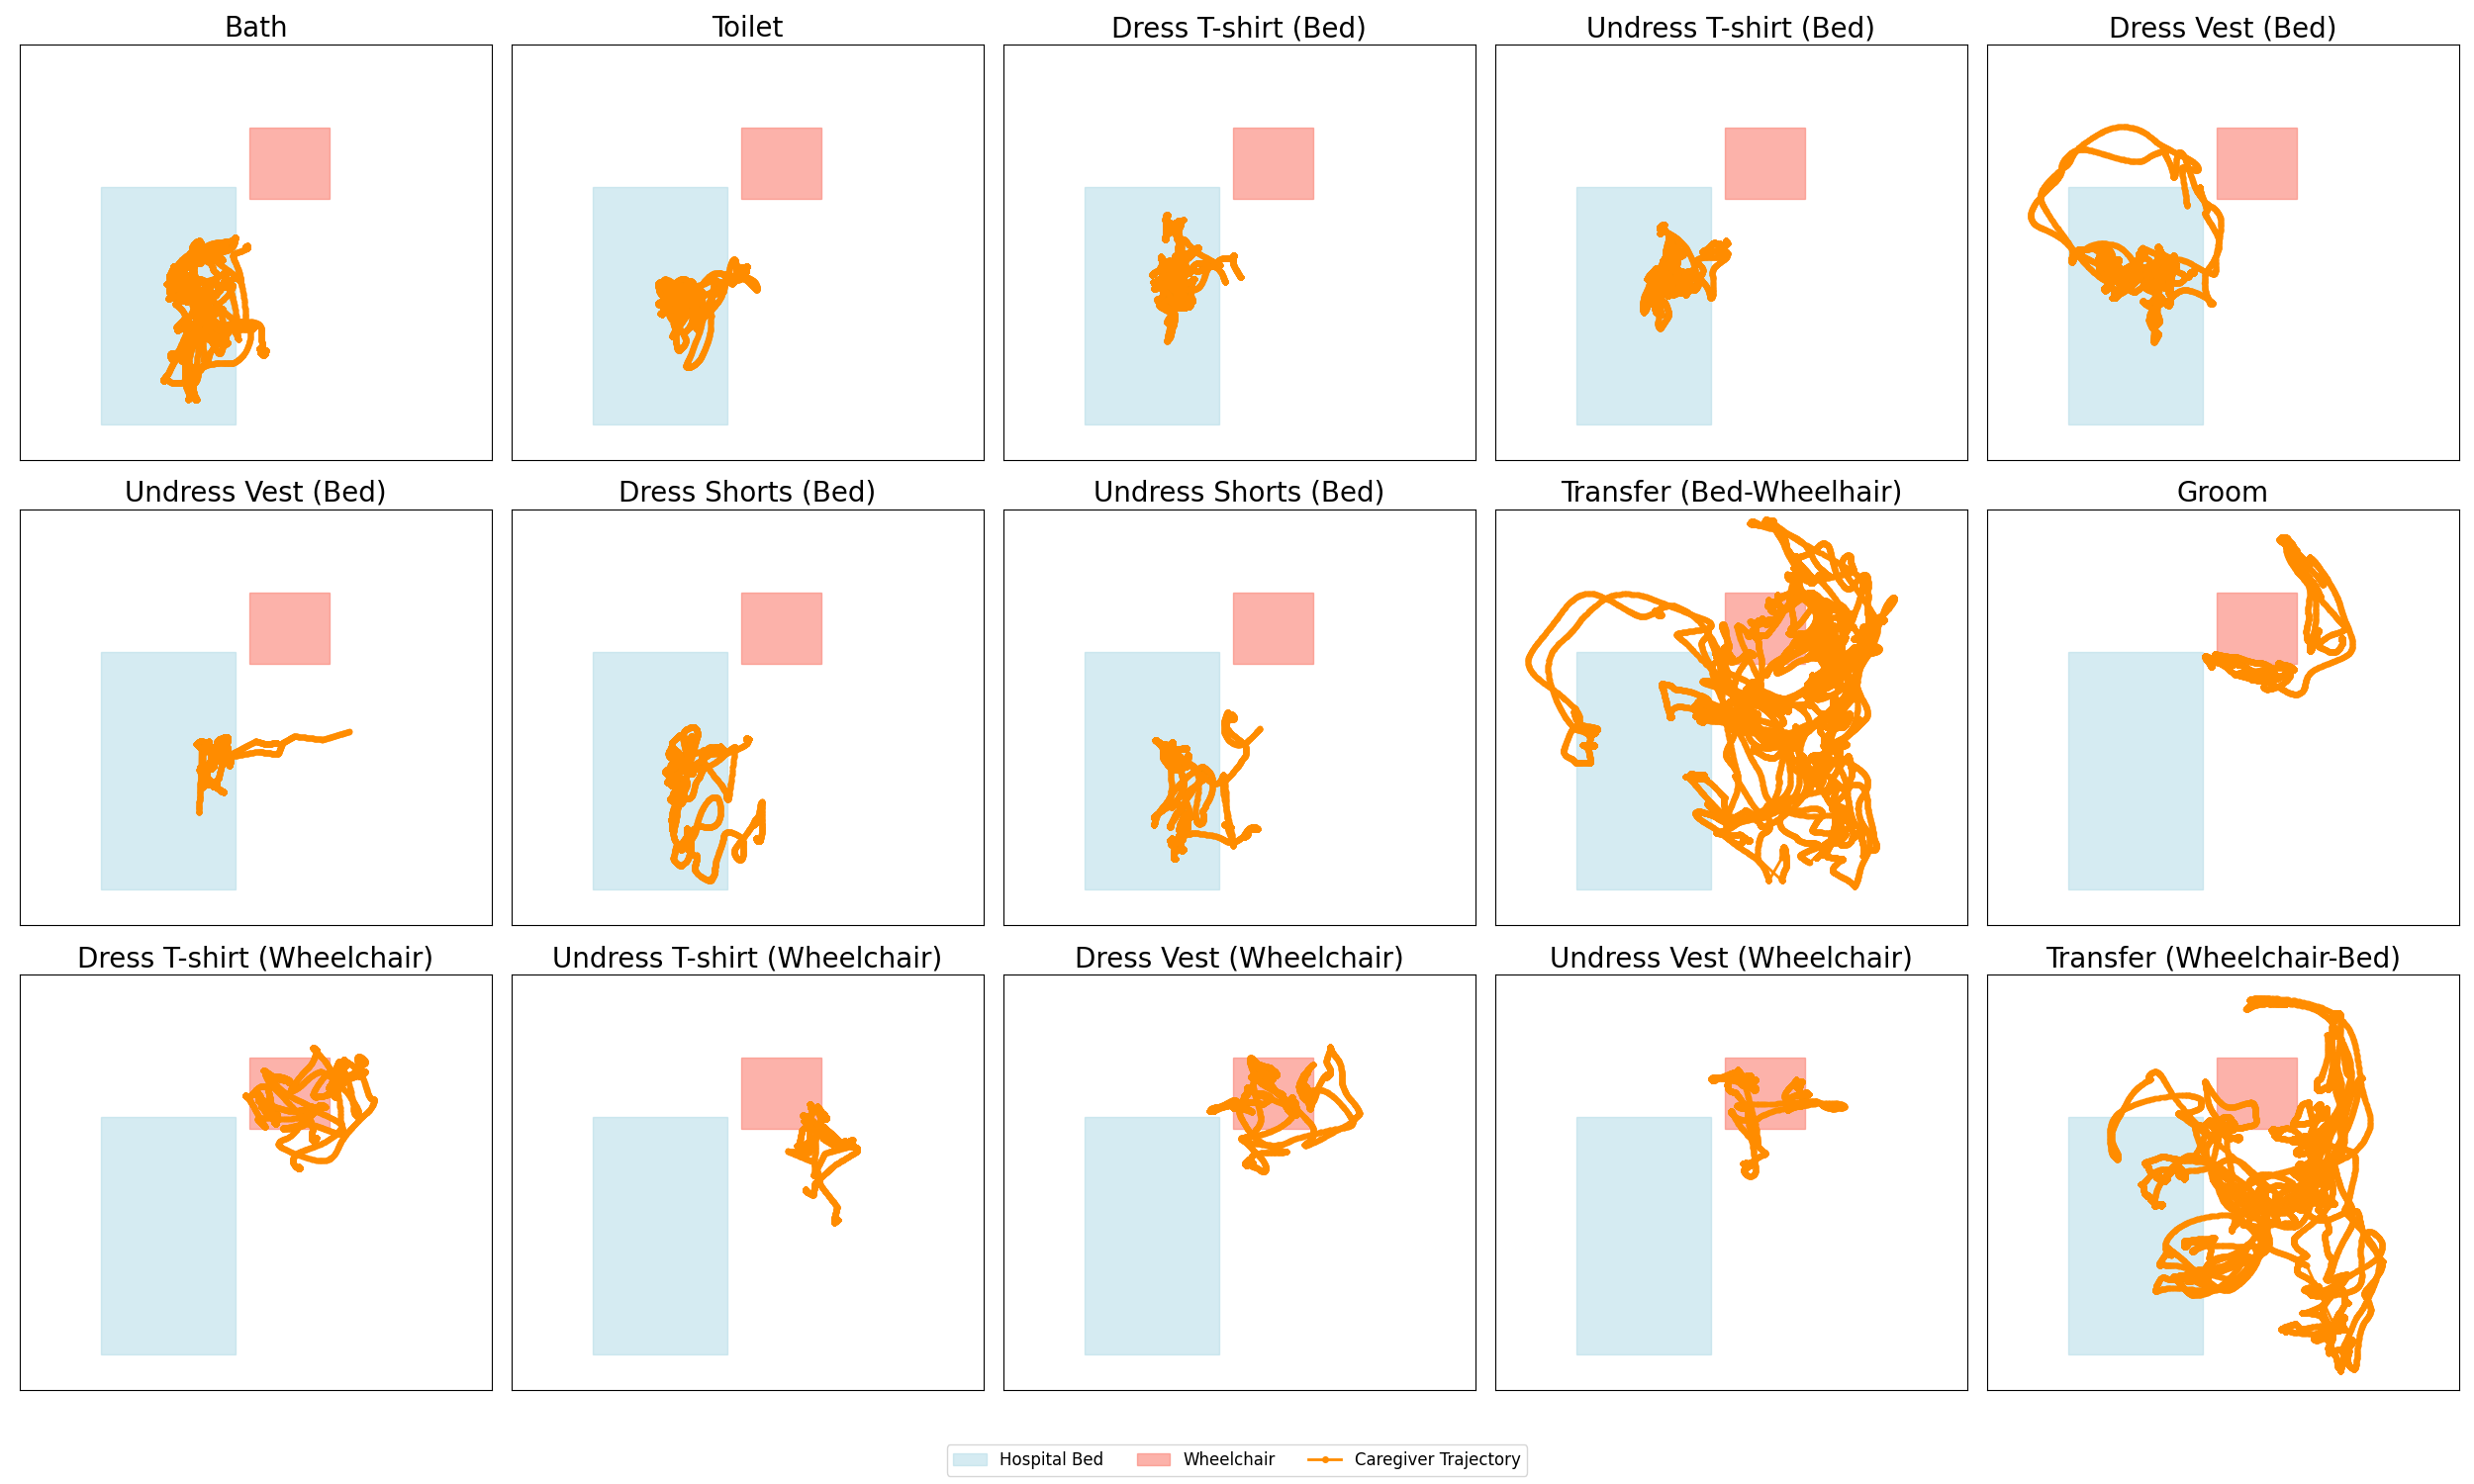 Bath
Toilet
Dress T-shirt (Bed)
Undress T-shirt (Bed)
Dress Vest (Bed)
Undress Vest (Bed)
Dress Shorts (Bed)
Undress Shorts (Bed)
Transfer (Bed-Wheelhair)
Groom
Dress T-shirt (Wheelchair)
Undress T-shirt (Wheelchair)
Dress Vest (Wheelchair)
Undress Vest (Wheelchair)
Transfer (Wheelchair-Bed)
Hospital Bed
Wheelchair
Caregiver Trajectory